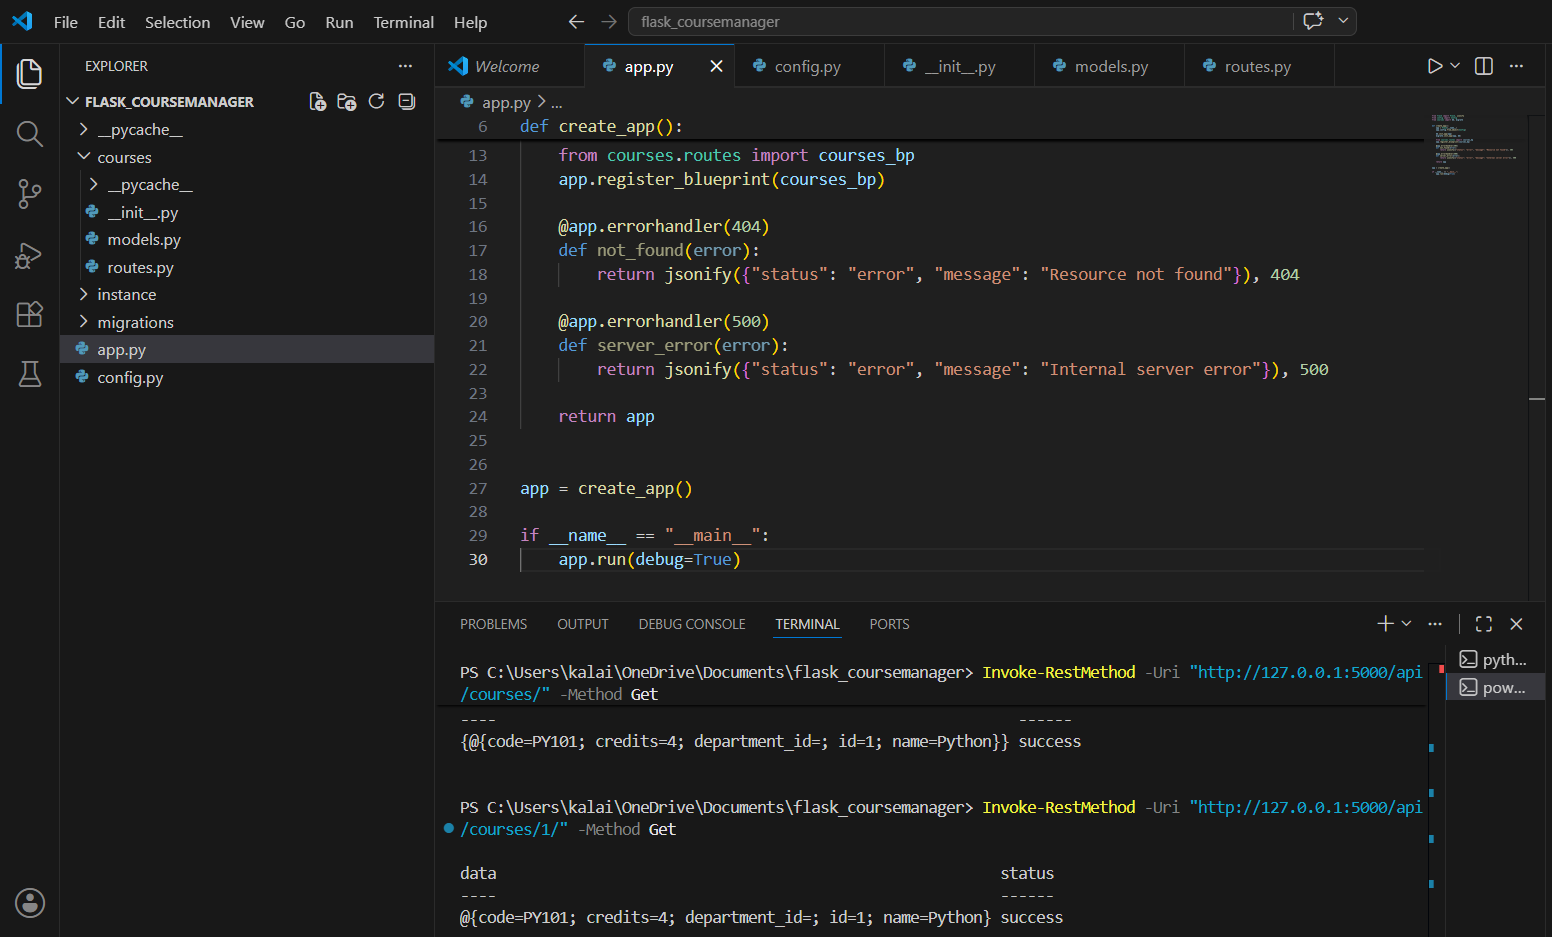 File Edit Selection View Go Run Terminal Help
flask_coursemanager
EXPLORER
FLASK_COURSEMANAGER
__pycache__
courses
__pycache__
__init__.py
models.py
routes.py
instance
migrations
app.py
config.py
Welcome app.py config.py __init__.py models.py routes.py
app.py > ...
6 def create_app():
13 from courses.routes import courses_bp
14 app.register_blueprint(courses_bp)
15
16 @app.errorhandler(404)
17 def not_found(error):
18 return jsonify({"status": "error", "message": "Resource not found"}), 404
19
20 @app.errorhandler(500)
21 def server_error(error):
22 return jsonify({"status": "error", "message": "Internal server error"}), 500
23
24 return app
25
26
27 app = create_app()
28
29 if __name__ == "__main__":
30 app.run(debug=True)
PROBLEMS OUTPUT DEBUG CONSOLE TERMINAL PORTS
PS C:\Users\kalai\OneDrive\Documents\flask_coursemanager> Invoke-RestMethod -Uri "http://127.0.0.1:5000/api
/courses/" -Method Get
---- ------
{@{code=PY101; credits=4; department_id=; id=1; name=Python}} success
PS C:\Users\kalai\OneDrive\Documents\flask_coursemanager> Invoke-RestMethod -Uri "http://127.0.0.1:5000/api
/courses/1/" -Method Get
data status
---- ------
@{code=PY101; credits=4; department_id=; id=1; name=Python} success
pyth...
pow...